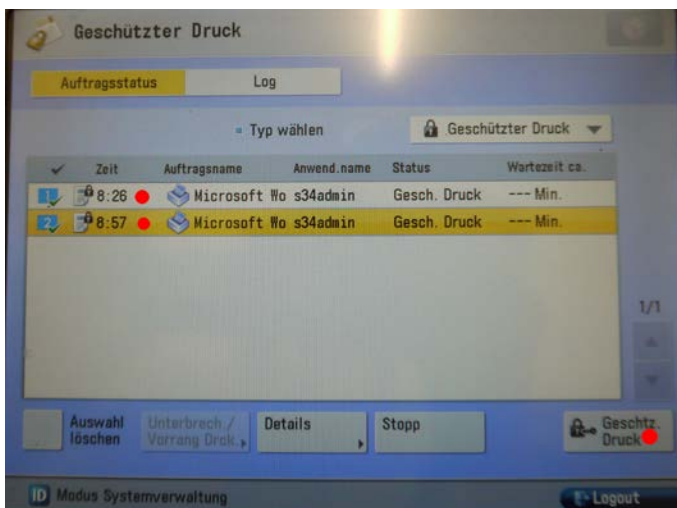 Geschützter Druck
Auftragsstatus Log
Typ wählen Geschützter Druck
Zeit Auftragsname Anwend.name Status Wartezeit ca.
1 8:26 Microsoft Wo s34admin Gesch. Druck --- Min.
2 8:57 Microsoft Wo s34admin Gesch. Druck --- Min.
1/1
Auswahl löschen
Unterbrech./ Vorrang Drck.
Details
Stopp
Geschtz. Druck
ID Modus Systemverwaltung
Logout